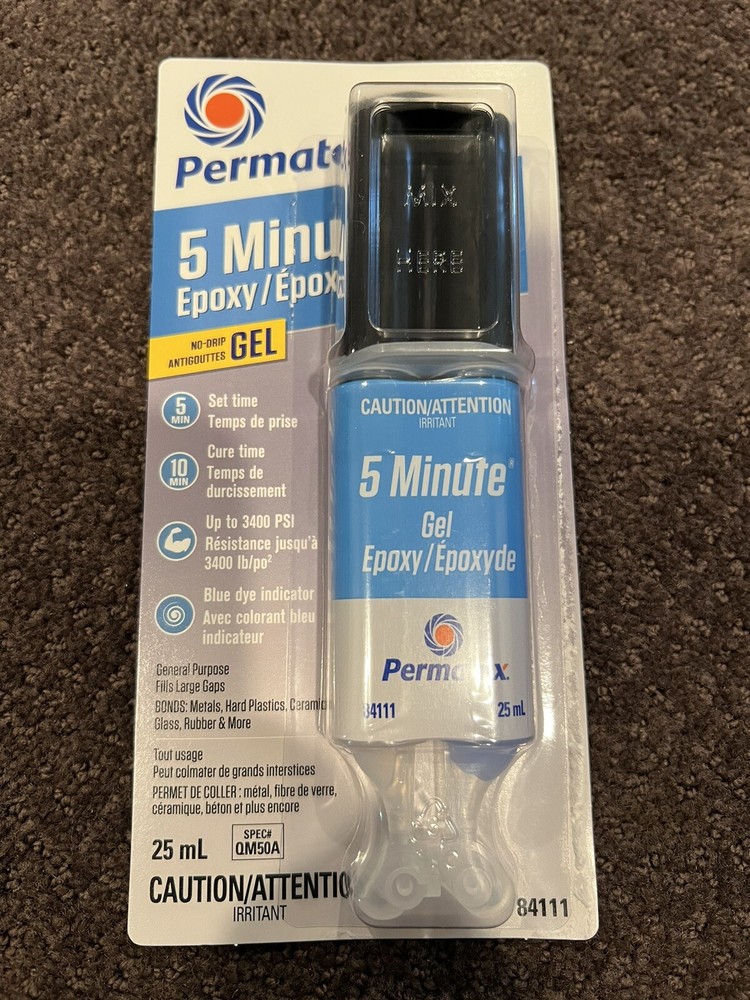 Permat
5 Minu
Epoxy/Épox
NO-DRIP
ANTIGOUTTES GEL
5 MIN
Set time
Temps de prise
10 MIN
Cure time
Temps de
durcissement
Up to 3400 PSI
Résistance jusqu'à
3400 lb/po²
Blue dye indicator
Avec colorant bleu
indicateur
General Purpose
Fills Large Gaps
BONDS: Metals, Hard Plastics, Ceramic
Glass, Rubber & More
Tout usage
Peut colmater de grands interstices
PERMET DE COLLER : métal, fibre de verre,
céramique, béton et plus encore
25 mL
SPEC#
QM50A
CAUTION/ATTENTIO
IRRITANT
84111
MIX
HERE
CAUTION/ATTENTION
IRRITANT
5 Minute®
Gel
Epoxy/Époxyde
Permatex.
84111 25 mL